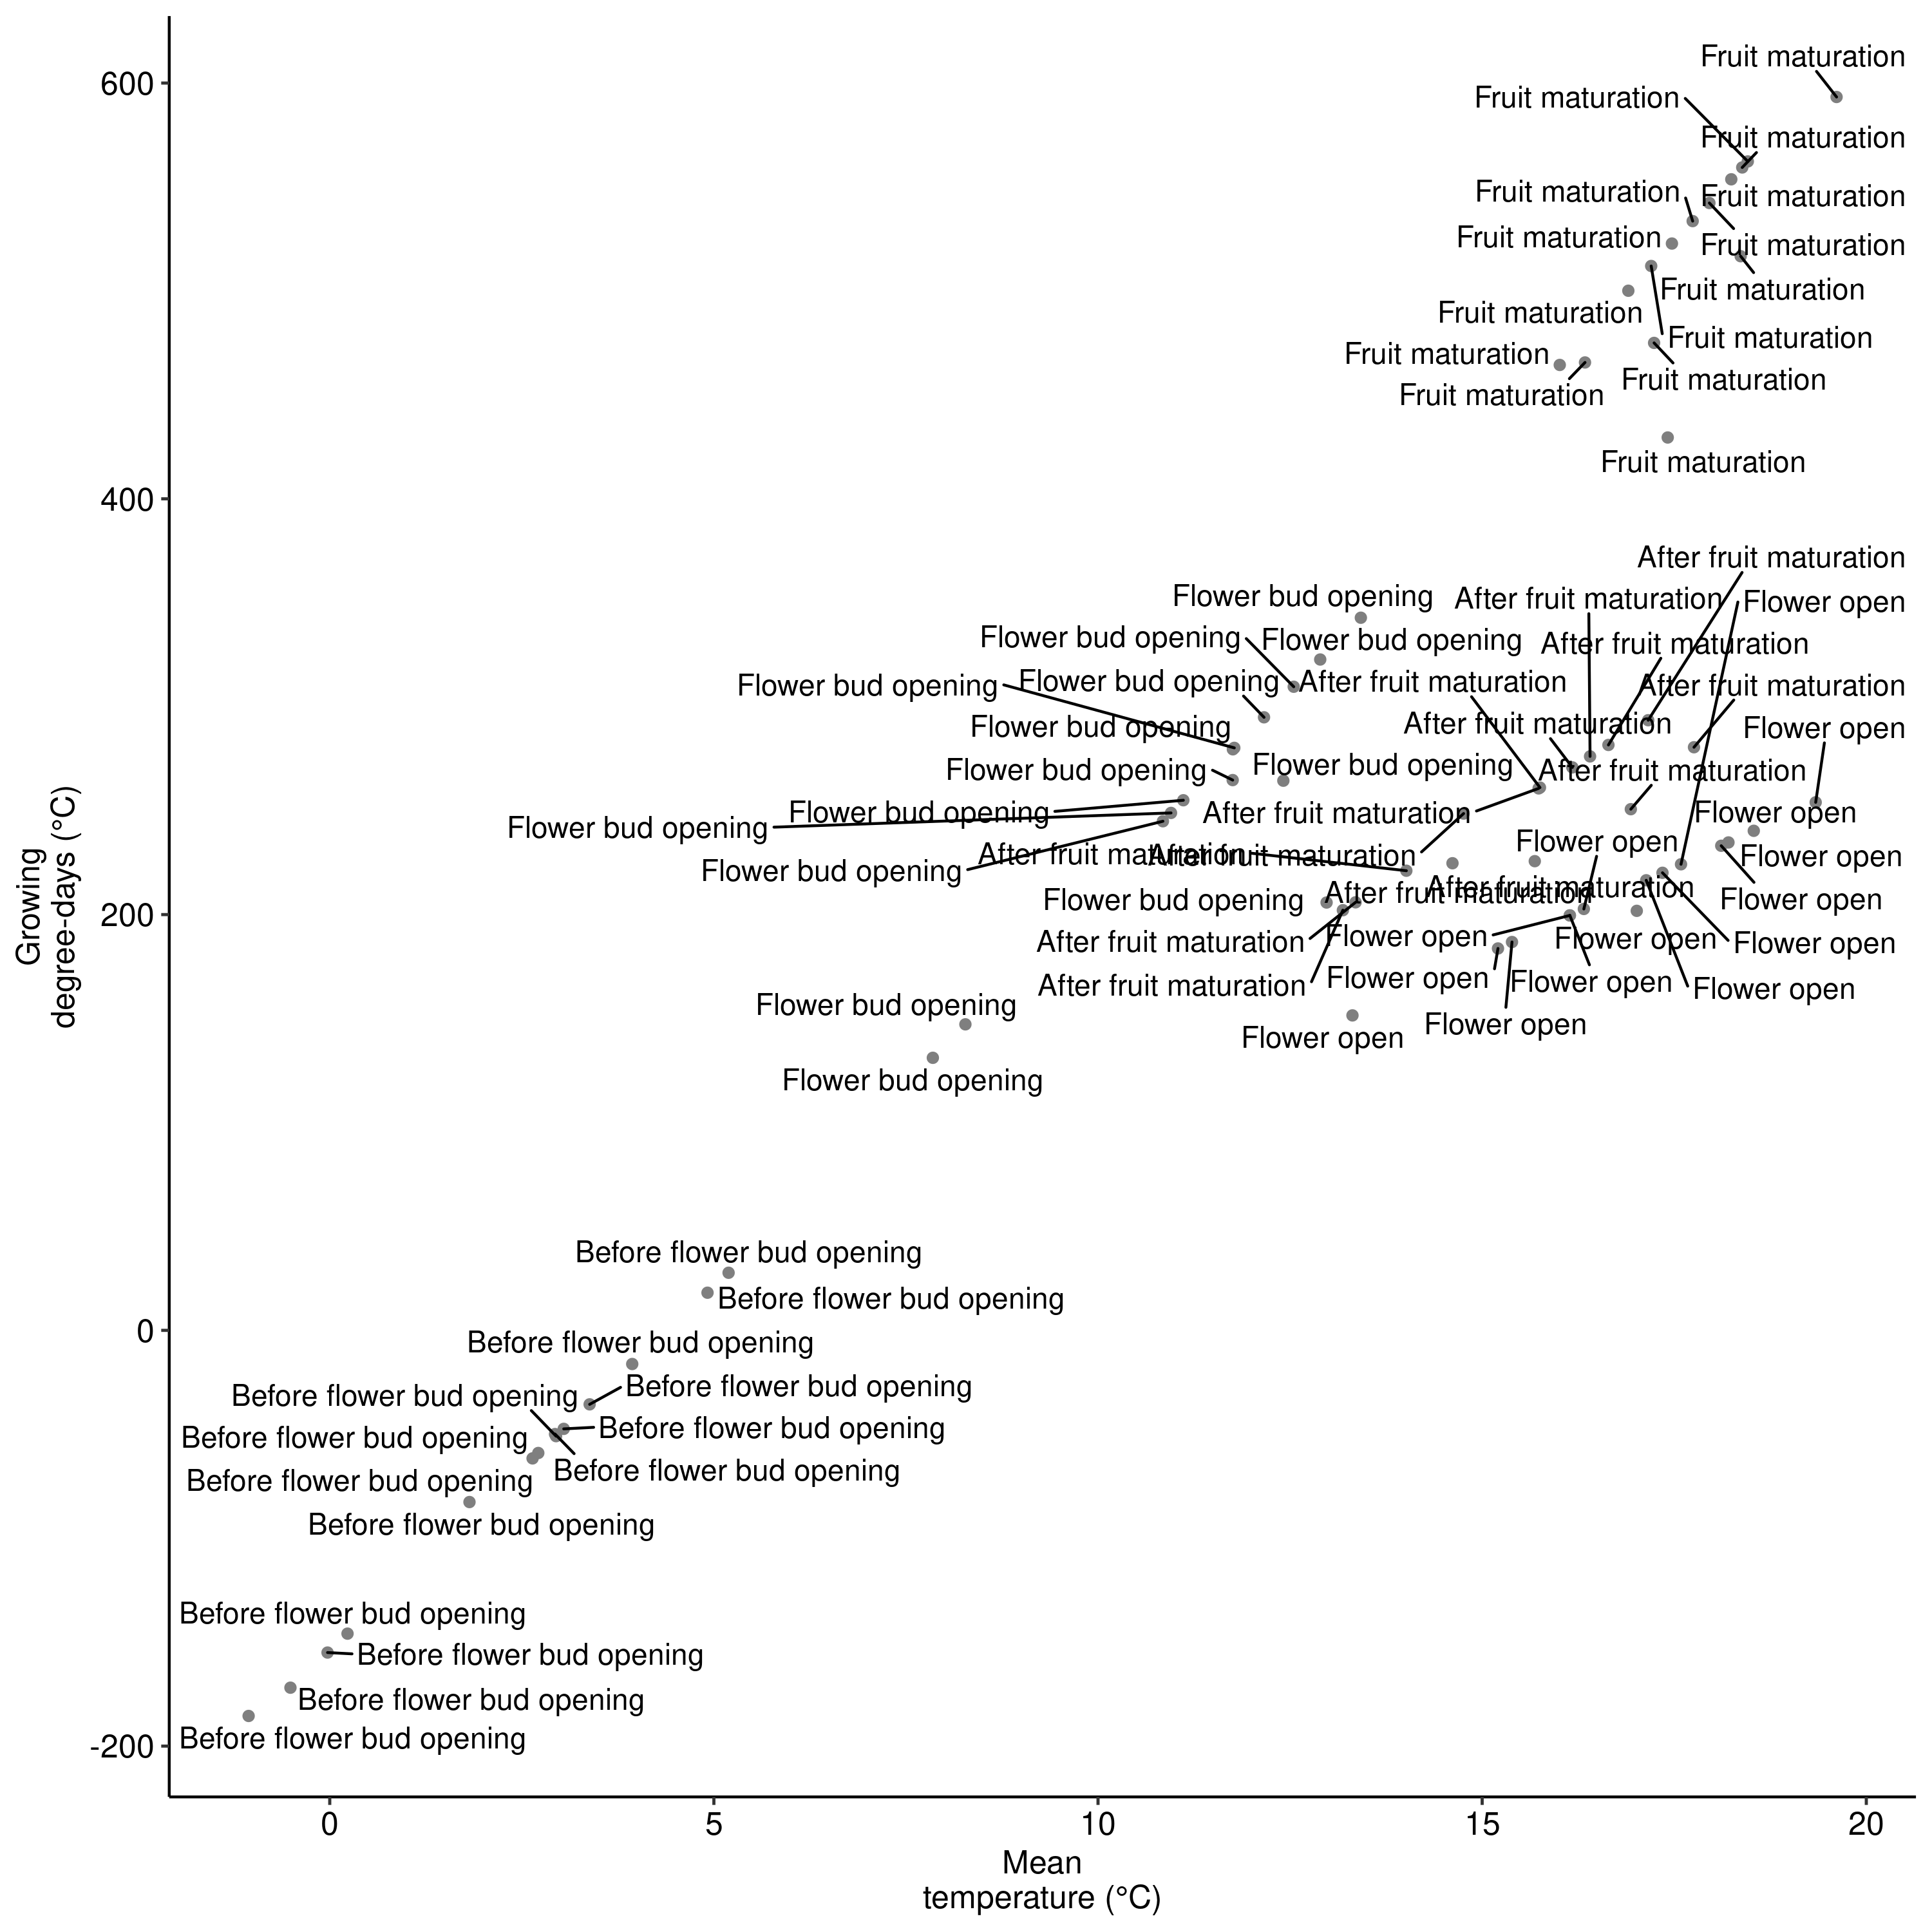 Fruit maturation
600
Fruit maturation
Fruit maturation
Fruit maturation
Fruit maturation
Fruit maturation
Fruit maturation
Fruit maturation
Fruit maturation
Fruit maturation
Fruit maturation
Fruit maturation
Fruit maturation
Fruit maturation
400
After fruit maturation
Flower bud opening
After fruit maturation
Flower open
Flower bud opening
Flower bud opening
After fruit maturation
Flower bud opening
Flower bud opening
After fruit maturation
After fruit maturation
Flower bud opening
After fruit maturation
Flower open
Flower bud opening
Flower bud opening
After fruit maturation
Flower bud opening
Flower bud opening
After fruit maturation
Flower open
Flower open
After fruit maturation
After fruit maturation
Flower open
Flower bud opening
After fruit maturation
After fruit maturation
Flower bud opening
Flower open
200
After fruit maturation
Flower open
Flower open
Flower open
After fruit maturation
Flower open
Flower open
Flower open
Flower bud opening
Flower open
Flower open
Flower bud opening
Before flower bud opening
Before flower bud opening
0
Before flower bud opening
Before flower bud opening
Before flower bud opening
Before flower bud opening
Before flower bud opening
Before flower bud opening
Before flower bud opening
Before flower bud opening
Before flower bud opening
Before flower bud opening
Before flower bud opening
Before flower bud opening
-200
Growing
degree-days (°C)
0
5
10
15
20
Mean
temperature (°C)